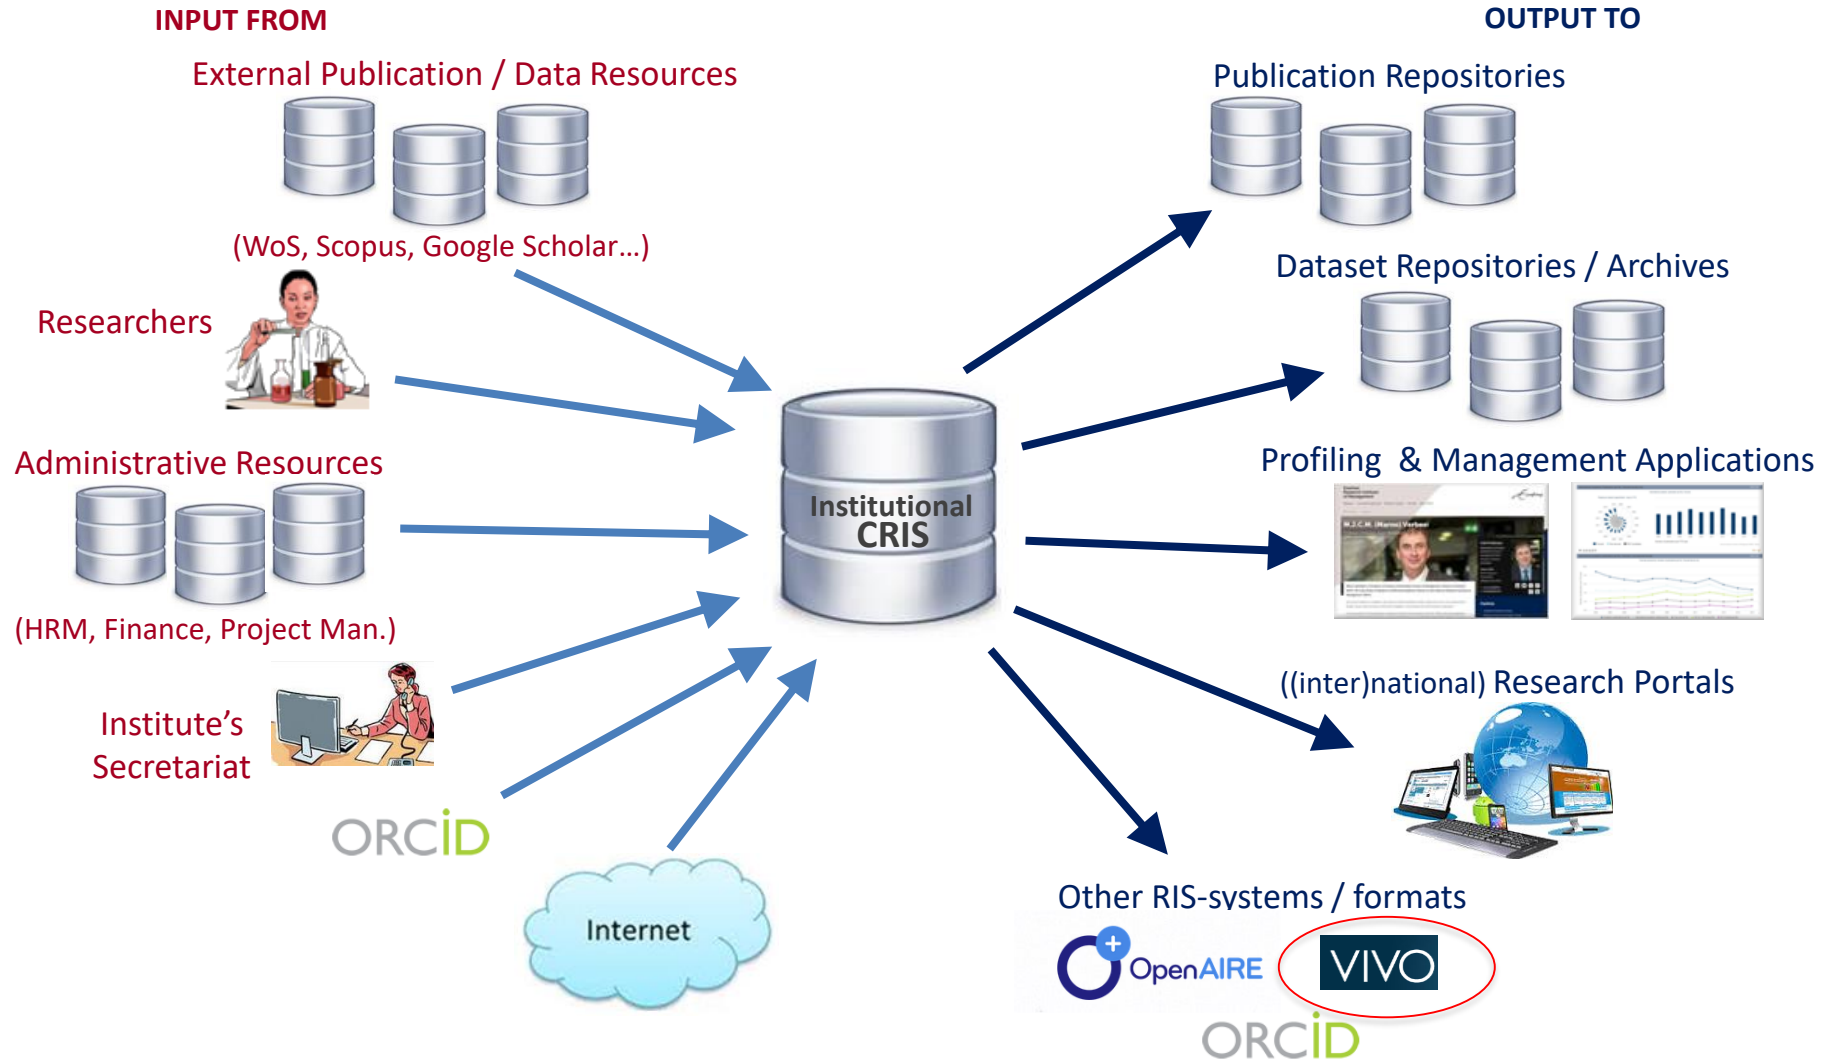 INPUT FROM
OUTPUT TO
External Publication / Data Resources
(WoS, Scopus, Google Scholar...)
Researchers
Administrative Resources
(HRM, Finance, Project Man.)
Institute's
Secretariat
ORCID
Internet
Institutional
CRIS
Publication Repositories
Dataset Repositories / Archives
Profiling & Management Applications
M.J.C.M. (Marno) Verbeek
((inter)national) Research Portals
Other RIS-systems / formats
OpenAIRE
VIVO
ORCID